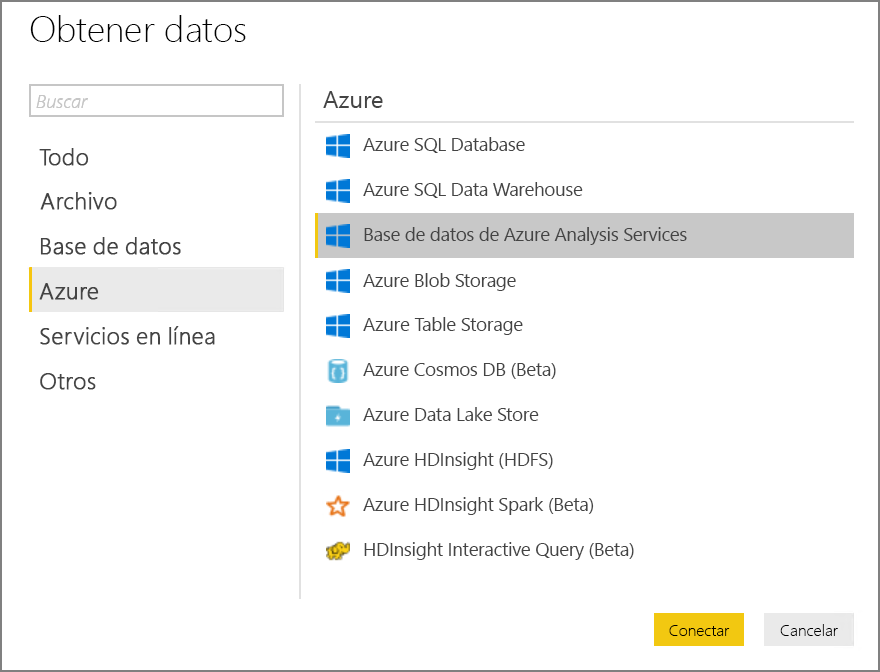 Obtener datos
Buscar
Todo
Archivo
Base de datos
Azure
Servicios en línea
Otros
Azure
Azure SQL Database
Azure SQL Data Warehouse
Base de datos de Azure Analysis Services
Azure Blob Storage
Azure Table Storage
Azure Cosmos DB (Beta)
Azure Data Lake Store
Azure HDInsight (HDFS)
Azure HDInsight Spark (Beta)
HDInsight Interactive Query (Beta)
Conectar
Cancelar